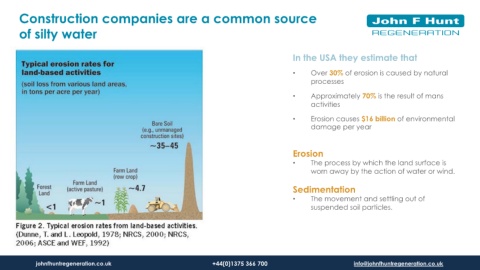 Construction companies are a common source
of silty water
John F Hunt
REGENERATION
Typical erosion rates for
land-based activities
(soil loss from various land areas,
in tons per acre per year)
Bare Soil
(e.g., unmanaged
construction sites)
~35–45
Farm Land
(row crop)
~4.7
Farm Land
(active pasture)
~1
Forest
Land
<1
Figure 2. Typical erosion rates from land-based activities.
(Dunne, T. and L. Leopold, 1978; NRCS, 2000; NRCS,
2006; ASCE and WEF, 1992)
In the USA they estimate that
• Over 30% of erosion is caused by natural
processes
• Approximately 70% is the result of mans
activities
• Erosion causes $16 billion of environmental
damage per year
Erosion
• The process by which the land surface is
worn away by the action of water or wind.
Sedimentation
• The movement and settling out of
suspended soil particles.
johnfhuntregeneration.co.uk
+44(0)1375 366 700
info@johnfhuntregeneration.co.uk